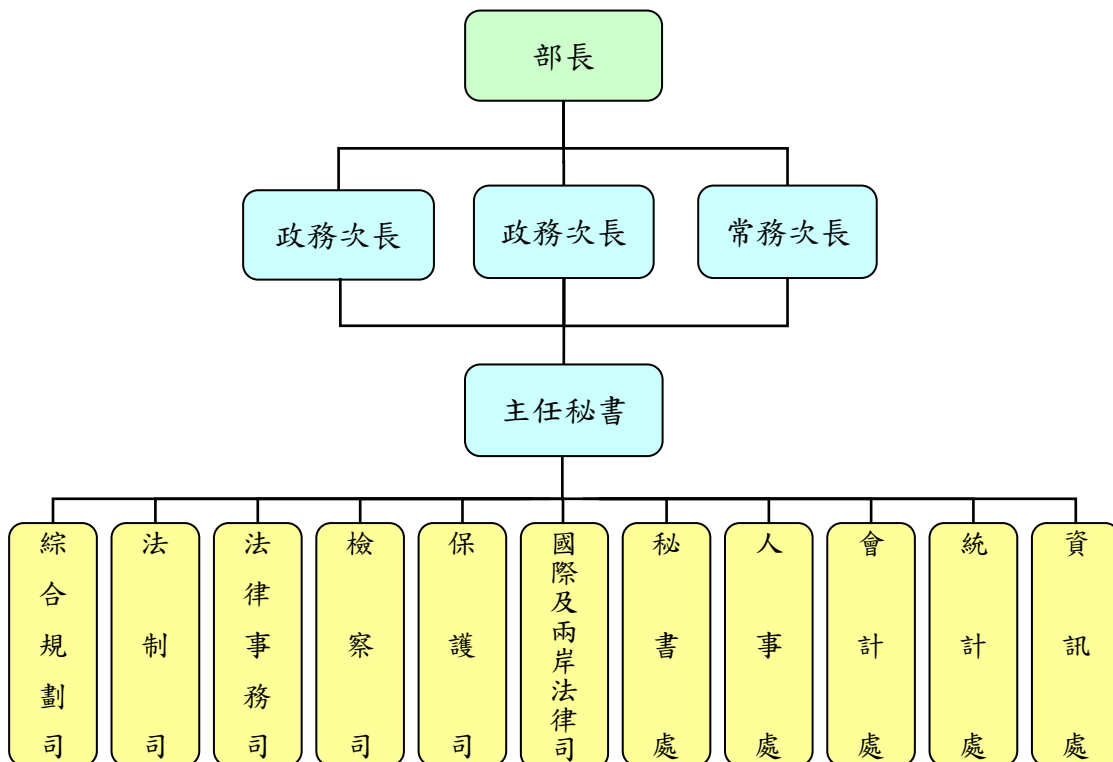 部長
政務次長
政務次長
常務次長
主任秘書
綜合規劃司
法制司
法律事務司
檢察司
保護司
國際及兩岸法律司
秘書處
人事處
會計處
統計處
資訊處